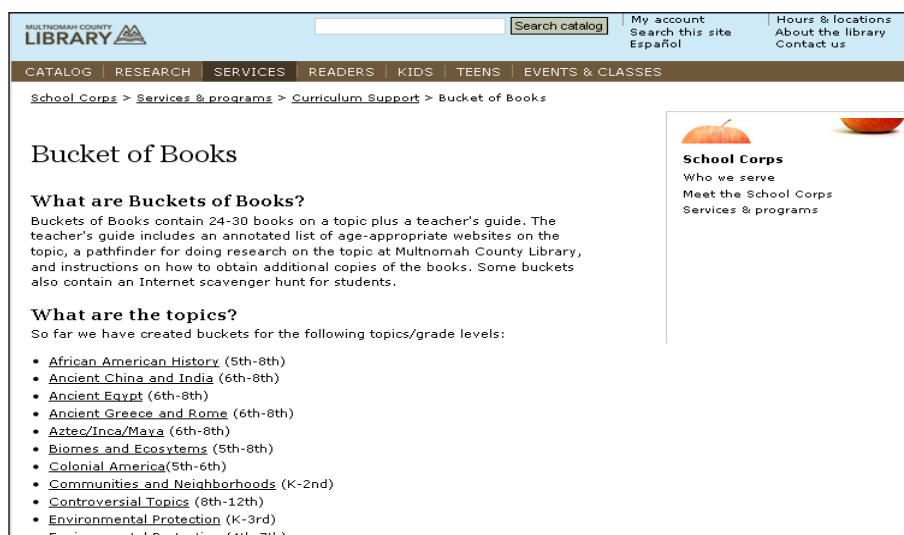 MULTNOMAH COUNTY
LIBRARY
Search catalog
My account
Search this site
Español
Hours & locations
About the library
Contact us
CATALOG | RESEARCH | SERVICES | READERS | KIDS | TEENS | EVENTS & CLASSES
School Corps > Services & programs > Curriculum Support > Bucket of Books
Bucket of Books
What are Buckets of Books?
Buckets of Books contain 24-30 books on a topic plus a teacher's guide. The
teacher's guide includes an annotated list of age-appropriate websites on the
topic, a pathfinder for doing research on the topic at Multnomah County Library,
and instructions on how to obtain additional copies of the books. Some buckets
also contain an Internet scavenger hunt for students.
What are the topics?
So far we have created buckets for the following topics/grade levels:
• African American History (5th-8th)
• Ancient China and India (6th-8th)
• Ancient Egypt (6th-8th)
• Ancient Greece and Rome (6th-8th)
• Aztec/Inca/Maya (6th-8th)
• Biomes and Ecosytems (5th-8th)
• Colonial America(5th-6th)
• Communities and Neighborhoods (K-2nd)
• Controversial Topics (8th-12th)
• Environmental Protection (K-3rd)
School Corps
Who we serve
Meet the School Corps
Services & programs